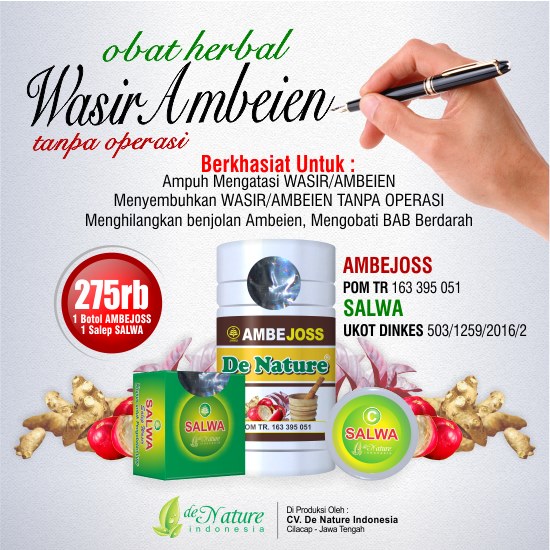 obat herbal
Wasir Ambeien
tanpa operasi
Berkhasiat Untuk :
Ampuh Mengatasi WASIR/AMBEIEN
Menyembuhkan WASIR/AMBEIEN TANPA OPERASI
Menghilangkan benjolan Ambeien, Mengobati BAB Berdarah
275rb
1 Botol AMBEJOSS
1 Salep SALWA
AMBEJOSS
POM TR 163 395 051
SALWA
UKOT DINKES 503/1259/2016/2
AMBEJOSS
De Nature
POM TR. 163 395 051
SALWA
SALWA
C
SALWA
de Nature
indonesia
Di Produksi Oleh :
CV. De Nature Indonesia
Cilacap - Jawa Tengah